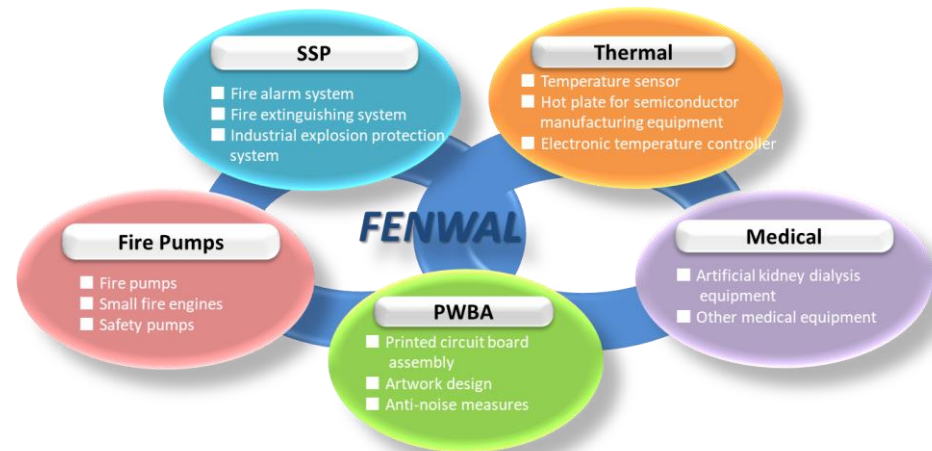 SSP
Fire alarm system
Fire extinguishing system
Industrial explosion protection
system
Thermal
Temperature sensor
Hot plate for semiconductor
manufacturing equipment
Electronic temperature controller
FENWAL
Fire Pumps
Fire pumps
Small fire engines
Safety pumps
PWBA
Printed circuit board
assembly
Artwork design
Anti-noise measures
Medical
Artificial kidney dialysis
equipment
Other medical equipment